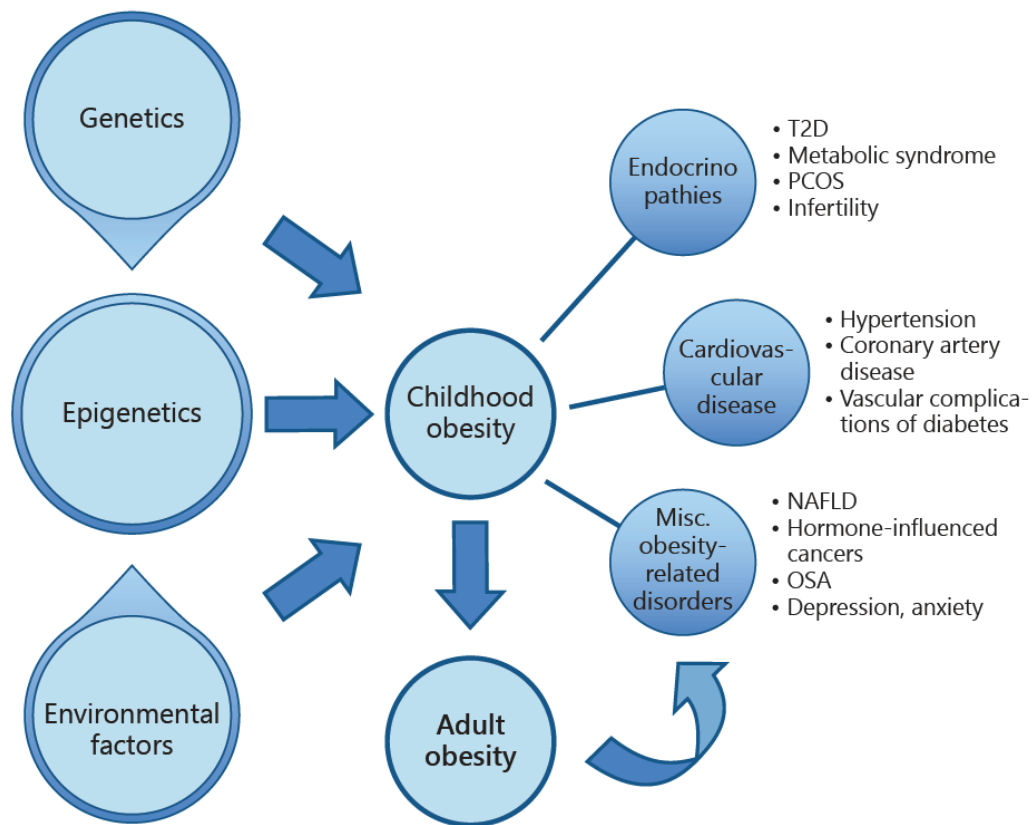 Genetics
Epigenetics
Environmental
factors
Childhood
obesity
Adult
obesity
Endocrino
pathies
• T2D
• Metabolic syndrome
• PCOS
• Infertility
Cardiovas-
cular
disease
• Hypertension
• Coronary artery
disease
• Vascular complica-
tions of diabetes
Misc.
obesity-
related
disorders
• NAFLD
• Hormone-influenced
cancers
• OSA
• Depression, anxiety